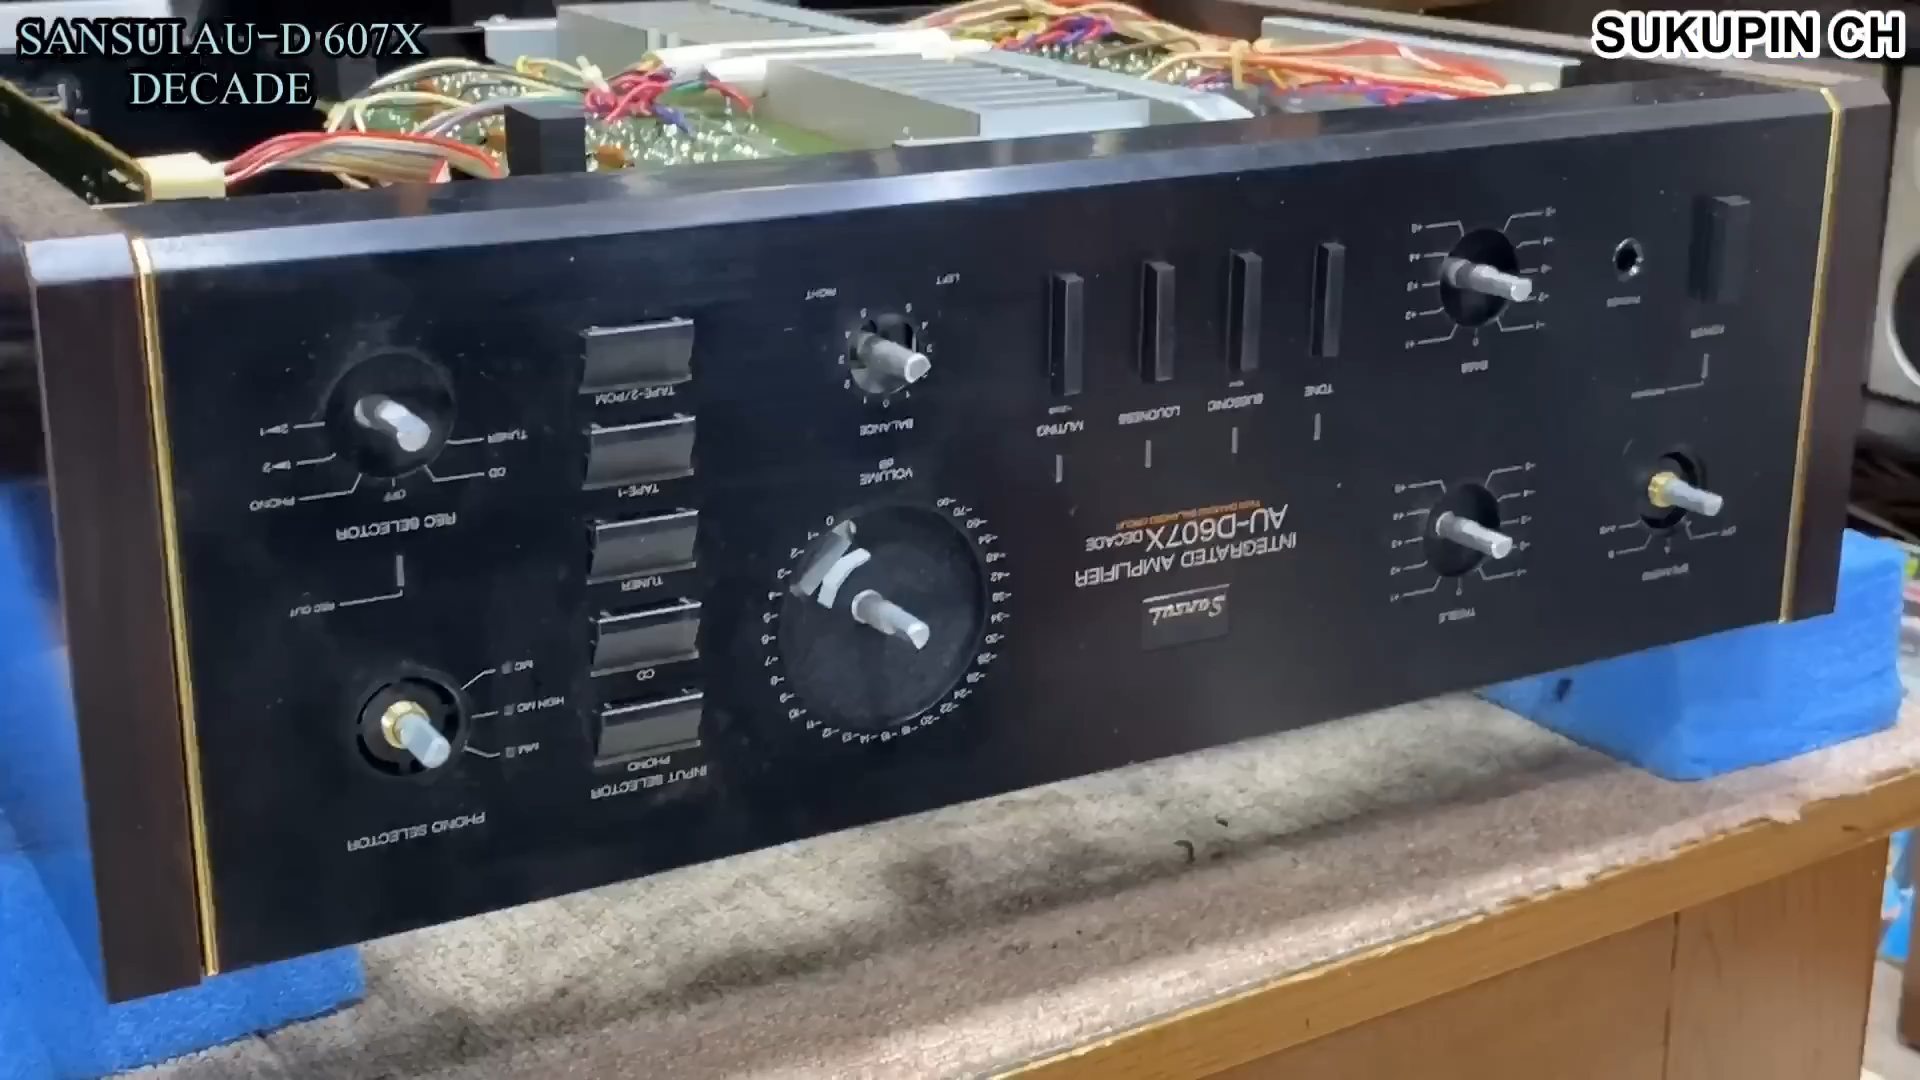 SANSUI AU-D 607X
DECADE
SUKUPIN CH
LEFT
RIGHT
BALANCE
VOLUME
dB
TAPE-2/PCM
TAPE-1
TUNER
CD
PHONO
INPUT SELECTOR
TUNER
CD
OFF
PHONO
REC SELECTOR
REC OUT
MC
HIGH MC
MM
PHONO SELECTOR
MUTING
LOUDNESS
SUBSONIC
TONE
BASS
TREBLE
PHONES
POWER
SPEAKERS
Sansui
INTEGRATED AMPLIFIER
AU-D607X DECADE